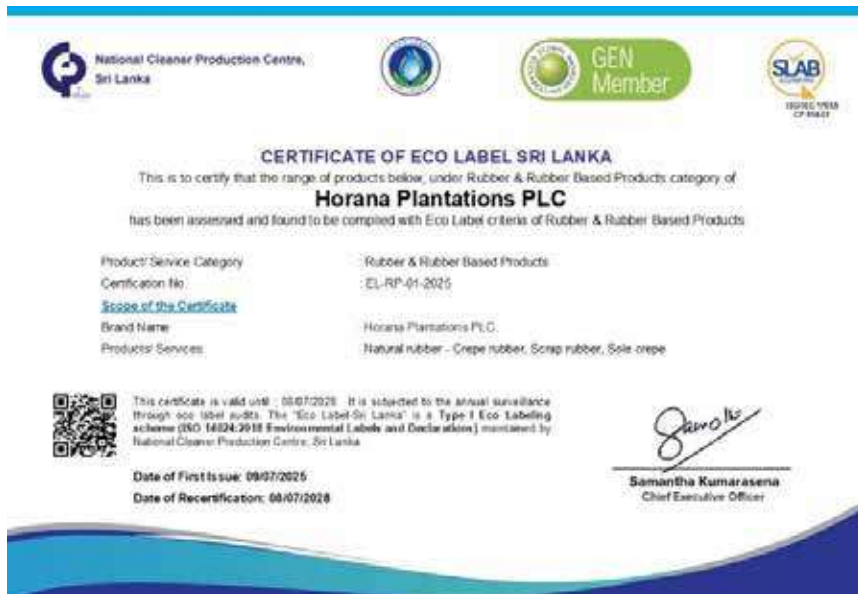 National Cleaner Production Centre,
Sri Lanka
GEN
Member
SLAB
CERTIFICATE OF ECO LABEL SRI LANKA
This is to certify that the range of products below, under Rubber & Rubber Based Products category of
Horana Plantations PLC
has been assessed and found to be complied with Eco Label criteria of Rubber & Rubber Based Products
Product/ Service Category Rubber & Rubber Based Products
Certification No EL-RP-01-2025
Scope of the Certificate
Brand Name Horana Plantations PLC
Products/ Services Natural rubber - Crepe rubber, Scrap rubber, Sole crepe
This certificate is valid until : 08/07/2028 It is subjected to the annual surveillance
through eco label audits. The "Eco Label-Sri Lanka" is a Type I Eco Labeling
scheme (ISO 14024:2018 Environmental Labels and Declarations) maintained by
National Cleaner Production Centre, Sri Lanka
Date of First Issue: 09/07/2025
Date of Recertification: 08/07/2028
Samantha Kumarasena
Chief Executive Officer